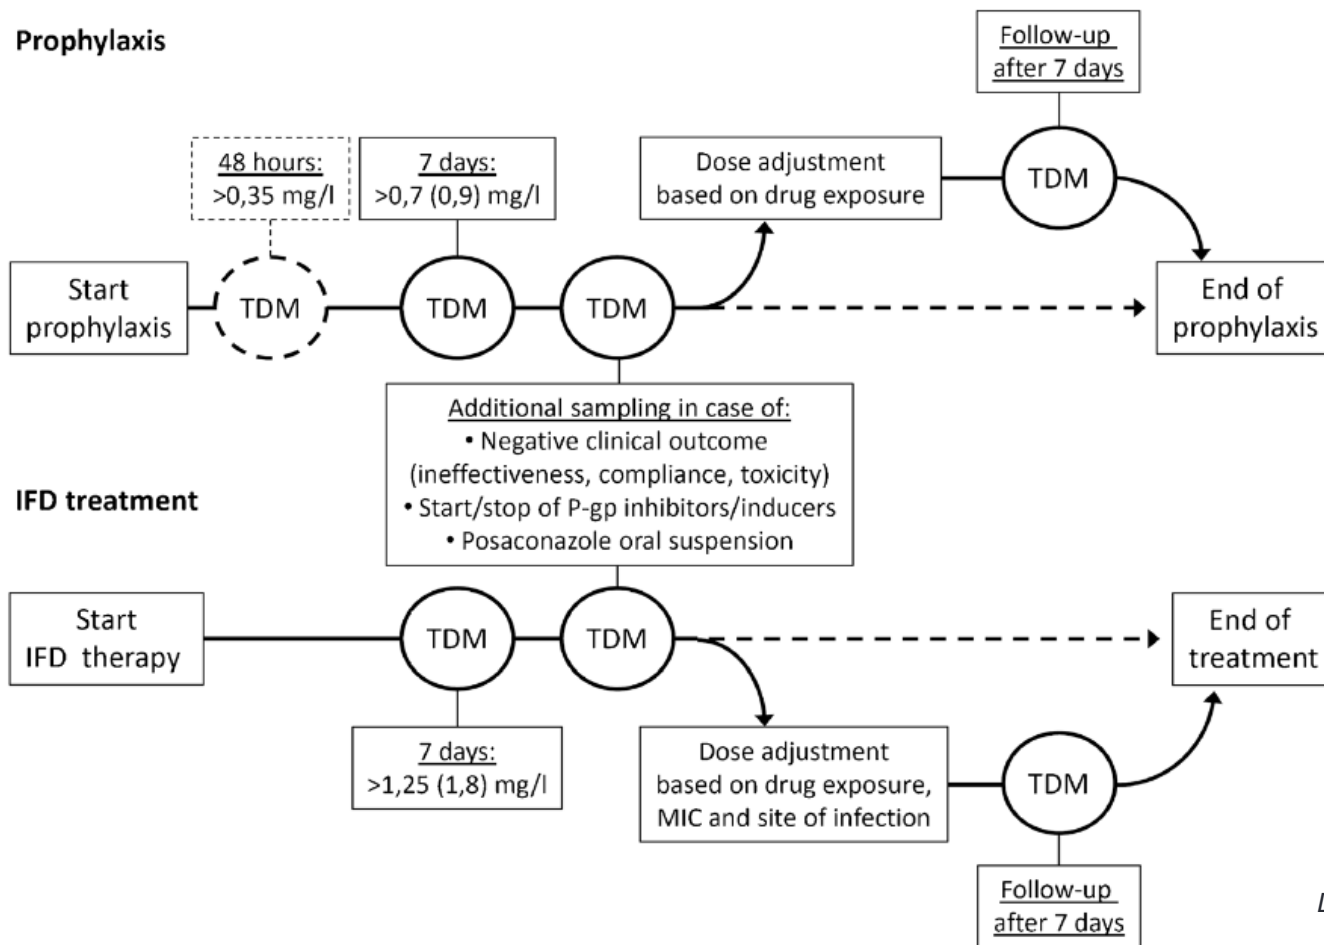 Prophylaxis
Follow-up
after 7 days
48 hours:
>0,35 mg/l
7 days:
>0,7 (0,9) mg/l
Dose adjustment
based on drug exposure
TDM
Start
prophylaxis
TDM
TDM
TDM
End of
prophylaxis
Additional sampling in case of:
• Negative clinical outcome
(ineffectiveness, compliance, toxicity)
• Start/stop of P-gp inhibitors/inducers
• Posaconazole oral suspension
IFD treatment
Start
IFD therapy
TDM
TDM
End of
treatment
7 days:
>1,25 (1,8) mg/l
Dose adjustment
based on drug exposure,
MIC and site of infection
TDM
Follow-up
after 7 days